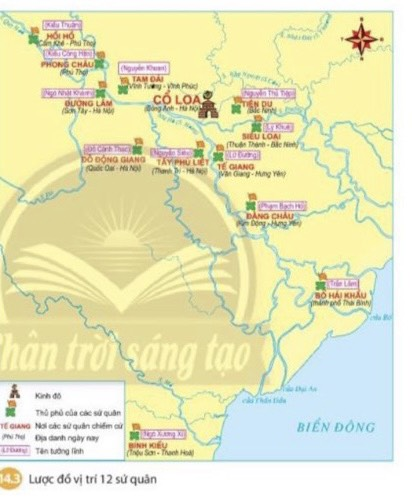 (Kiều Thuận)
HỒI HỒ
(Cẩm Khê - Phú Thọ)
(Kiều Công Hãn)
PHONG CHÂU
(Phú Thọ)
(Nguyễn Khoan)
TAM ĐÁI
(Vĩnh Tường - Vĩnh Phúc)
(Ngô Nhật Khánh)
ĐƯỜNG LÂM
(Sơn Tây - Hà Nội)
CỔ LOA
(Đông Anh - Hà Nội)
(Nguyễn Thủ Tiệp)
TIÊN DU
(Bắc Ninh)
(Lý Khuê)
SIÊU LOẠI
(Thuận Thành - Bắc Ninh)
(Đỗ Cảnh Thạc)
ĐỖ ĐỘNG GIANG
(Quốc Oai - Hà Nội)
(Nguyễn Siêu)
TÂY PHÙ LIỆT
(Thanh Trì - Hà Nội)
(Lữ Đường)
TẾ GIANG
(Văn Giang - Hưng Yên)
(Phạm Bạch Hổ)
ĐẰNG CHÂU
(Kim Động - Hưng Yên)
(Trần Lãm)
BỐ HẢI KHẨU
(thành phố Thái Bình)
Chân trời sáng tạo
cửa Đại An
BIỂN ĐÔNG
(Ngô Xương Xí)
BÌNH KIỀU
(Triệu Sơn - Thanh Hoá)
Kinh đô
Thủ phủ của các sứ quân
TẾ GIANG Nơi các sứ quân chiếm cứ
(Phú Thọ) Địa danh ngày nay
(Lữ Đường) Tên tướng lĩnh
14.3 Lược đồ vị trí 12 sứ quân